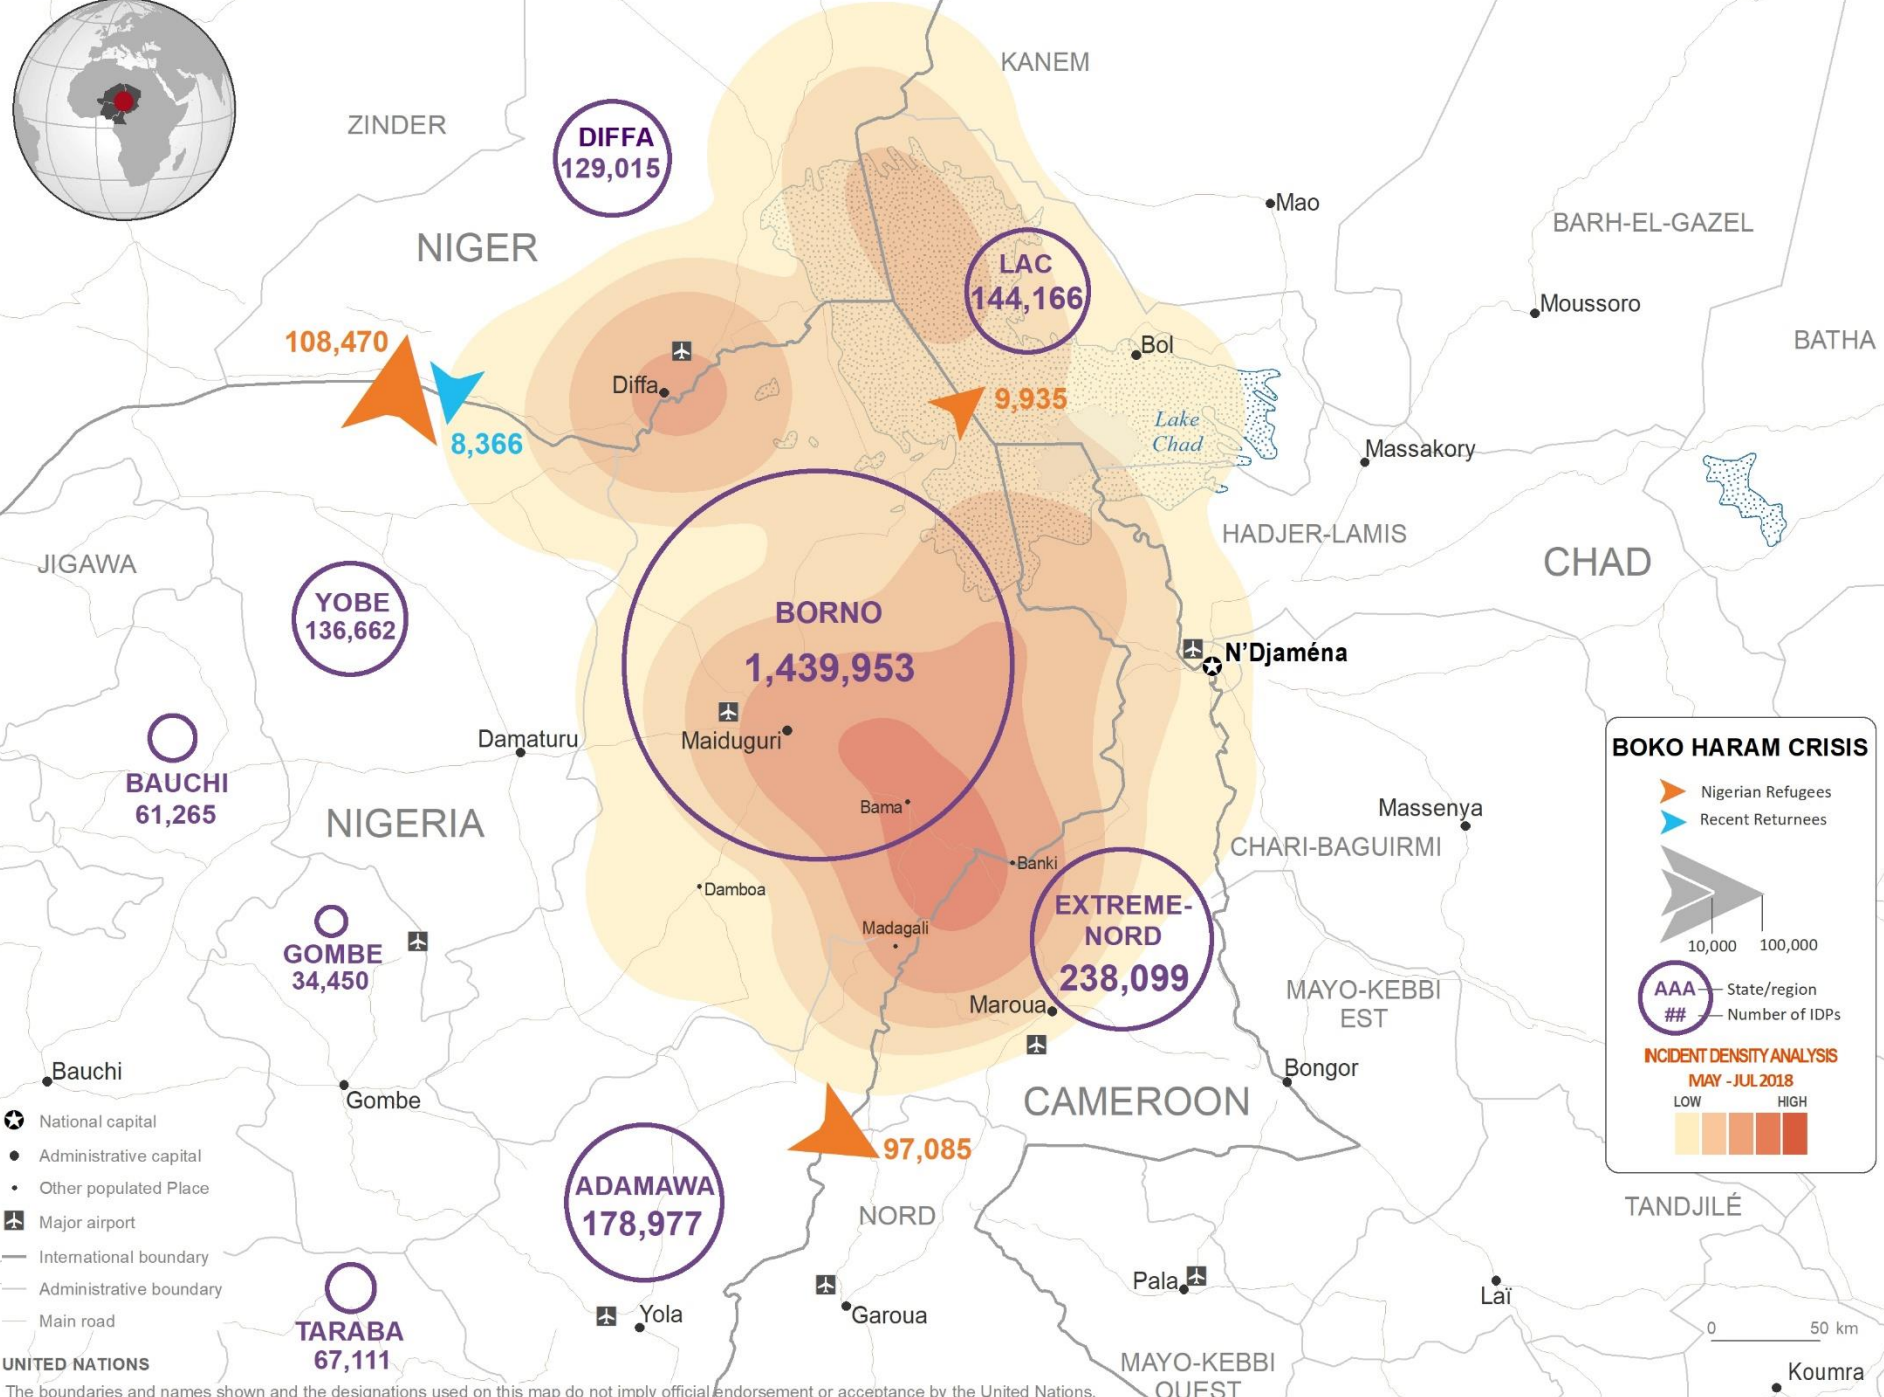 KANEM
ZINDER
DIFFA
129,015
NIGER
Mao
BARH-EL-GAZEL
LAC
144,166
Moussoro
BATHA
108,470
Bol
Diffa
9,935
8,366
Lake
Chad
Massakory
HADJER-LAMIS
CHAD
JIGAWA
YOBE
136,662
BORNO
1,439,953
N'Djaména
Maiduguri
Damaturu
BAUCHI
61,265
NIGERIA
Bama
Massenya
CHARI-BAGUIRMI
Banki
Damboa
EXTREME-
NORD
238,099
Madagali
GOMBE
34,450
Maroua
MAYO-KEBBI
EST
BOKO HARAM CRISIS
Nigerian Refugees
Recent Returnees
10,000
100,000
AAA
State/region
##
Number of IDPs
INCIDENT DENSITY ANALYSIS
MAY - JUL 2018
LOW
HIGH
Bauchi
Gombe
CAMEROON
Bongor
97,085
ADAMAWA
178,977
NORD
TANDJILÉ
Pala
Laï
Yola
Garoua
TARABA
67,111
MAYO-KEBBI
OUEST
0
50 km
Koumra
National capital
Administrative capital
Other populated Place
Major airport
International boundary
Administrative boundary
Main road
UNITED NATIONS
The boundaries and names shown and the designations used on this map do not imply official endorsement or acceptance by the United Nations.